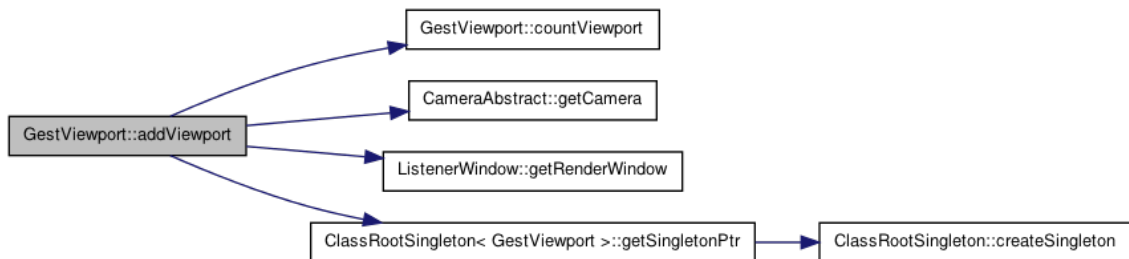 GestViewport::countViewport
CameraAbstract::getCamera
GestViewport::addViewport
ListenerWindow::getRenderWindow
ClassRootSingleton< GestViewport >::getSingletonPtr
ClassRootSingleton::createSingleton